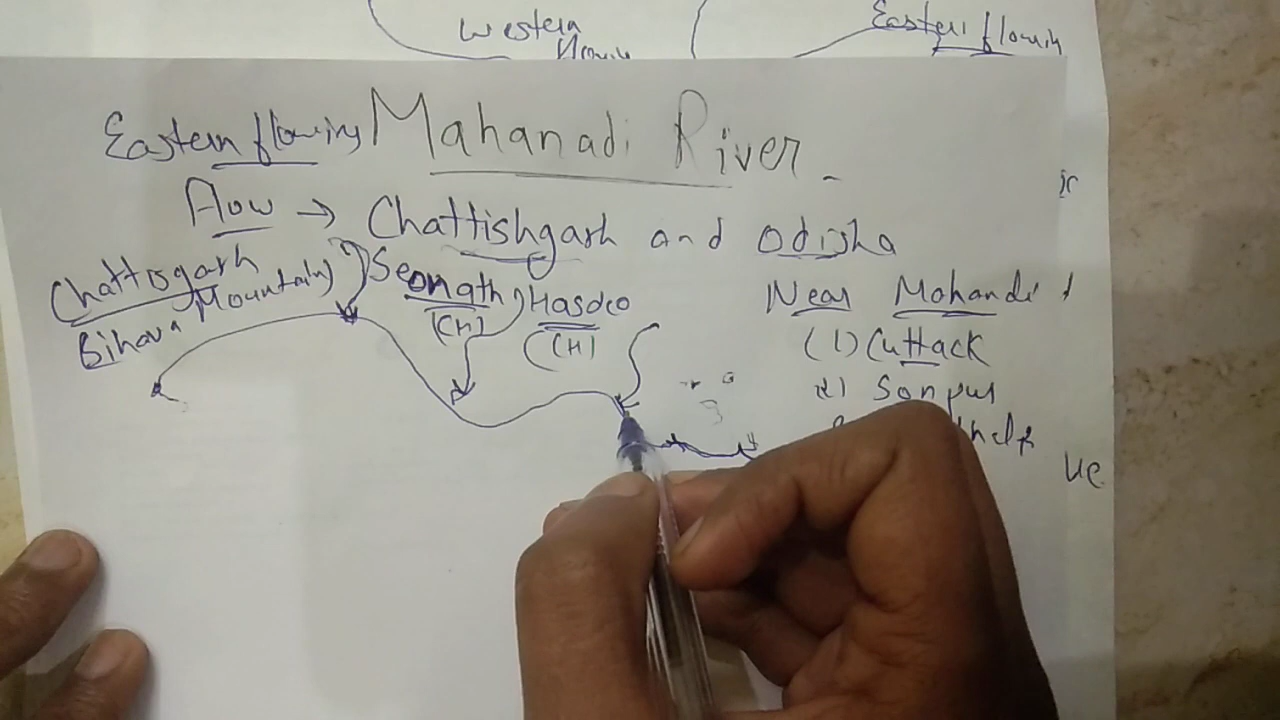 Western
Eastern flowin
Eastern flowing Mahanadi River
Flow → Chattishgarh and Odisha
Chattisgarh
Bihava Mountain)
Seonath
(CH)
Hasdeo
(CH)
Near Mahandi
(1) Cuttack
2) Sonpur